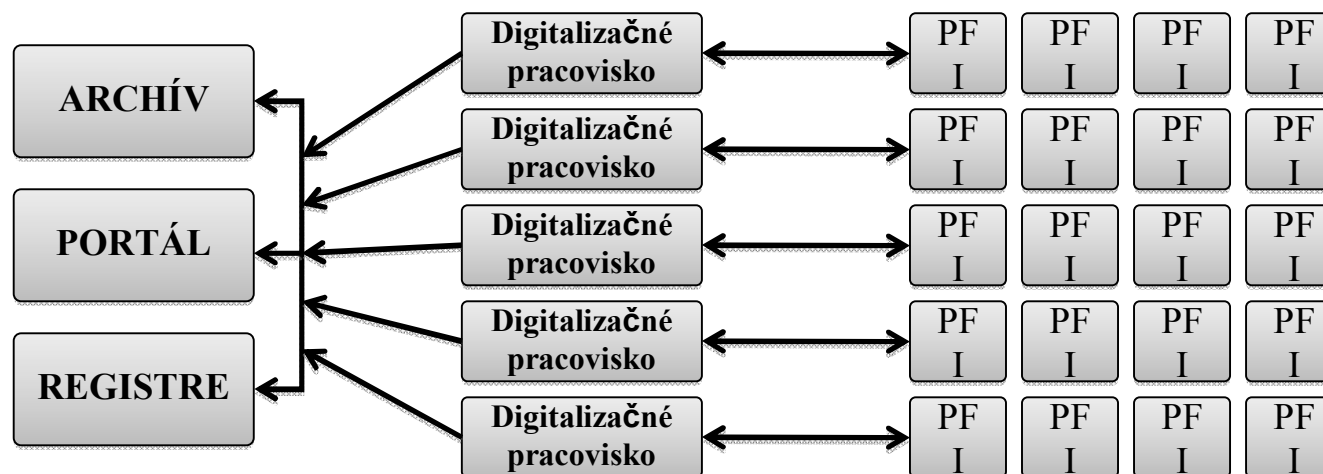 ARCHÍV
PORTÁL
REGISTRE
Digitalizačné
pracovisko
Digitalizačné
pracovisko
Digitalizačné
pracovisko
Digitalizačné
pracovisko
Digitalizačné
pracovisko
PF PF PF PF
I I I I
PF PF PF PF
I I I I
PF PF PF PF
I I I I
PF PF PF PF
I I I I
PF PF PF PF
I I I I